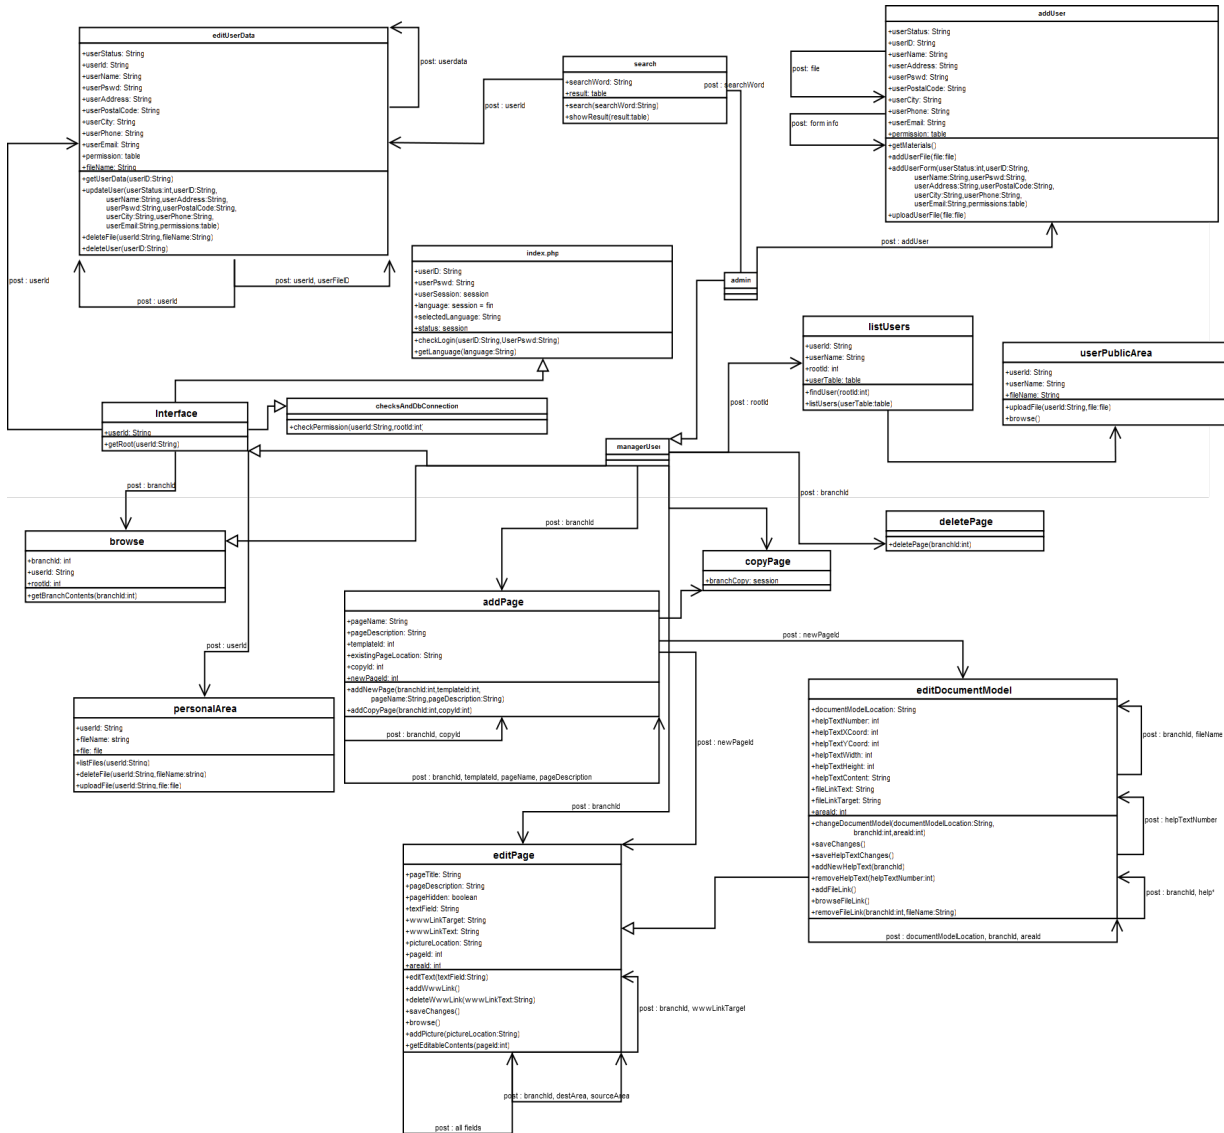 editUserData
+userStatus: String
+userId: String
+userName: String
+userPswd: String
+userAddress: String
+userPostalCode: String
+userCity: String
+userPhone: String
+userEmail: String
+permission: table
+fileName: String
+getUserData(userID:String)
+updateUser(userStatus:int,userID:String,
userName:String,userAddress:String,
userPswd:String,userPostalCode:String,
userCity:String,userPhone:String,
userEmail:String,permissions:table)
+deleteFile(userId:String,fileName:String)
+deleteUser(userID:String)
post: userdata
post : userId
post : userId
post: userId, userFileID
post : userId
search
+searchWord: String
+result: table
+search(searchWord:String)
+showResult(result:table)
post : searchWord
addUser
+userStatus: String
+userID: String
+userName: String
+userAddress: String
+userPswd: String
+userPostalCode: String
+userCity: String
+userPhone: String
+userEmail: String
permission: table
+getMaterials()
+addUserFile(file:file)
+addUserForm(userStatus:int,userID:String,
userName:String,userPswd:String,
userAddress:String,userPostalCode:String,
userCity:String,userPhone:String,
userEmail:String,permissions:table)
+uploadUserFile(file:file)
post: file
post: form info
post : addUser
index.php
+userID: String
+userPswd: String
+userSession: session
+language: session = fin
+selectedLanguage: String
+status: session
+checkLogin(userID:String,UserPswd:String)
+getLanguage(language:String)
admin
listUsers
+userId: String
+userName: String
+rootId: int
+userTable: table
+findUser(rootId:int)
+listUsers(userTable:table)
post : rootId
userPublicArea
+userId: String
+userName: String
+fileName: String
+uploadFile(userId:String,file:file)
+browse()
Interface
+userId: String
+getRoot(userId:String)
checksAndDbConnection
+checkPermission(userId:String,rootId:int)
managerUser
post : branchId
post : branchId
browse
+branchId: int
+userId: String
+rootId: int
+getBranchContents(branchId:int)
post : branchId
deletePage
+deletePage(branchId:int)
copyPage
+branchCopy: session
addPage
+pageName: String
+pageDescription: String
+templateId: int
+existingPageLocation: String
+copyId: int
+newPageId: int
+addNewPage(branchId:int,templateId:int,
pageName:String,pageDescription:String)
+addCopyPage(branchId:int,copyId:int)
post : branchId, copyId
post : branchId, templateId, pageName, pageDescription
post : newPageId
post : newPageId
post : userId
personalArea
+userId: String
+fileName: string
+file: file
+listFiles(userId:String)
+deleteFile(userId:String,fileName:string)
+uploadFile(userId:String,file:file)
post : branchId
editDocumentModel
+documentModelLocation: String
+helpTextNumber: int
+helpTextXCoord: int
+helpTextYCoord: int
+helpTextWidth: int
+helpTextHeight: int
+helpTextContent: String
+fileLinkText: String
+fileLinkTarget: String
+areaId: int
+changeDocumentModel(documentModelLocation:String,
branchId:int,areaId:int)
+saveChanges()
+saveHelpTextChanges()
+addNewHelpText(branchId)
+removeHelpText(helpTextNumber:int)
+addFileLink()
+browseFileLink()
+removeFileLink(branchId:int,fileName:String)
post : branchId, fileName
post : helpTextNumber
post : branchId, help*
post : documentModelLocation, branchId, areaId
editPage
+pageTitle: String
+pageDescription: String
+pageHidden: boolean
+textField: String
+wwwLinkTarget: String
+wwwLinkText: String
+pictureLocation: String
+pageId: int
+areaId: int
+editText(textField:String)
+addWwwLink()
+deleteWwwLink(wwwLinkText:String)
+saveChanges()
+browse()
+addPicture(pictureLocation:String)
+getEditableContents(pageId:int)
post : branchId, wwwLinkTarget
post : branchId, destArea, sourceArea
post : all fields